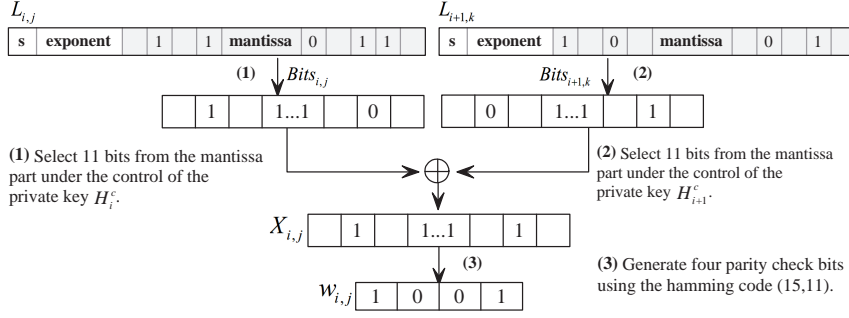 L_{i,j} L_{i+1,k}
s exponent 1 1 mantissa 0 1 1 s exponent 1 0 mantissa 0 1
(1) Bits_{i,j} Bits_{i+1,k} (2)
1 1...1 0 0 1...1 1
(1) Select 11 bits from the mantissa
part under the control of the
private key H_i^c.
(2) Select 11 bits from the mantissa
part under the control of the
private key H_{i+1}^c.
X_{i,j} 1 1...1 1
(3)
(3) Generate four parity check bits
using the hamming code (15,11).
w_{i,j} 1 0 0 1